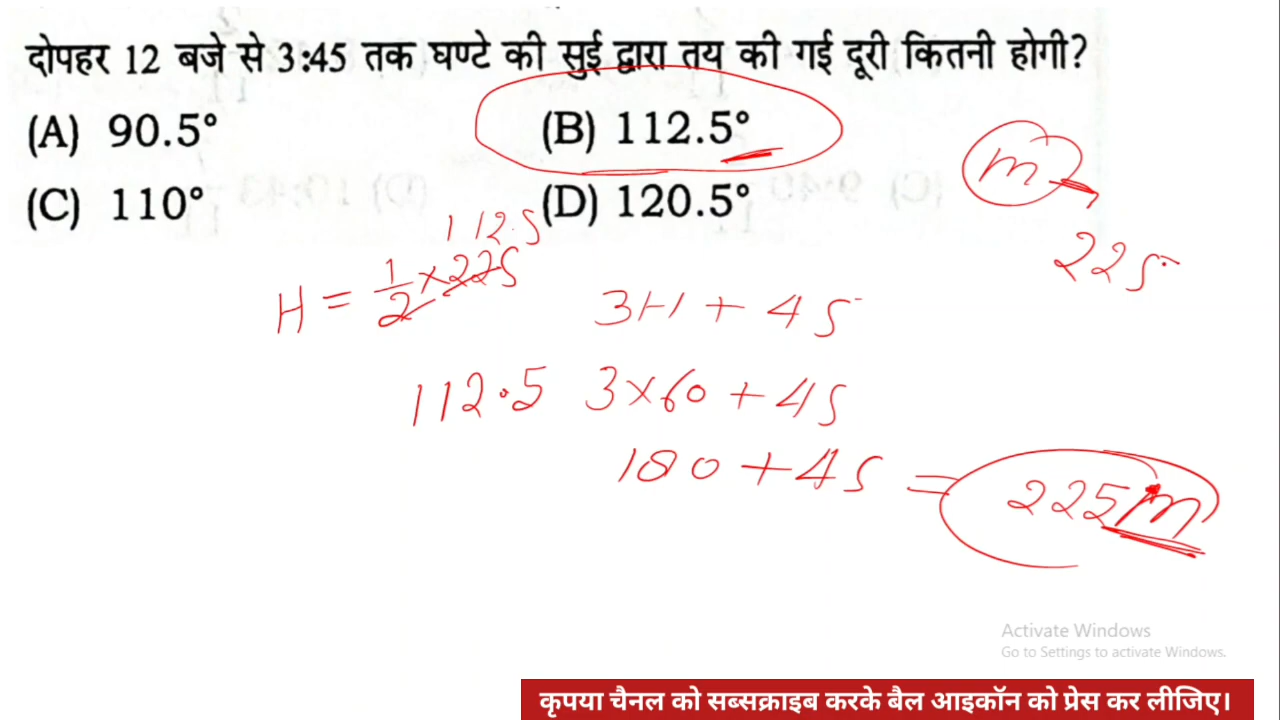 दोपहर 12 बजे से 3:45 तक घण्टे की सुई द्वारा तय की गई दूरी कितनी होगी?
(A) 90.5° (B) 112.5°
(C) 110° (D) 120.5°
m
225
112.5
H = 1/2 × 225
3H + 45
112.5 3×60 + 45
180 + 45 = 225m
Activate Windows
Go to Settings to activate Windows.
कृपया चैनल को सब्सक्राइब करके बैल आइकॉन को प्रेस कर लीजिए।